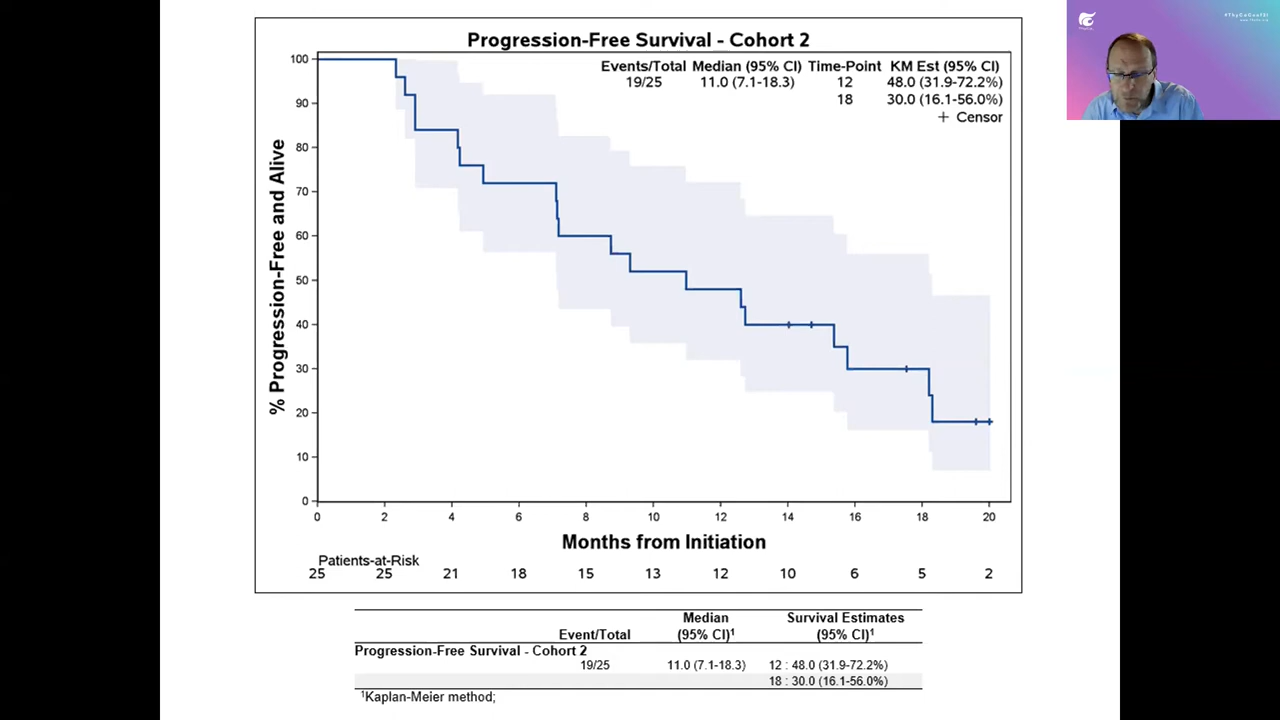 Progression-Free Survival - Cohort 2
Events/Total Median (95% CI) Time-Point KM Est (95% CI)
19/25 11.0 (7.1-18.3) 12 48.0 (31.9-72.2%)
18 30.0 (16.1-56.0%)
+ Censor
% Progression-Free and Alive
100
90
80
70
60
50
40
30
20
10
0
0 2 4 6 8 10 12 14 16 18 20
Months from Initiation
Patients-at-Risk
25 25 21 18 15 13 12 10 6 5 2
Median Survival Estimates
Event/Total (95% CI)¹ (95% CI)¹
Progression-Free Survival - Cohort 2
19/25 11.0 (7.1-18.3) 12 : 48.0 (31.9-72.2%)
18 : 30.0 (16.1-56.0%)
¹Kaplan-Meier method;